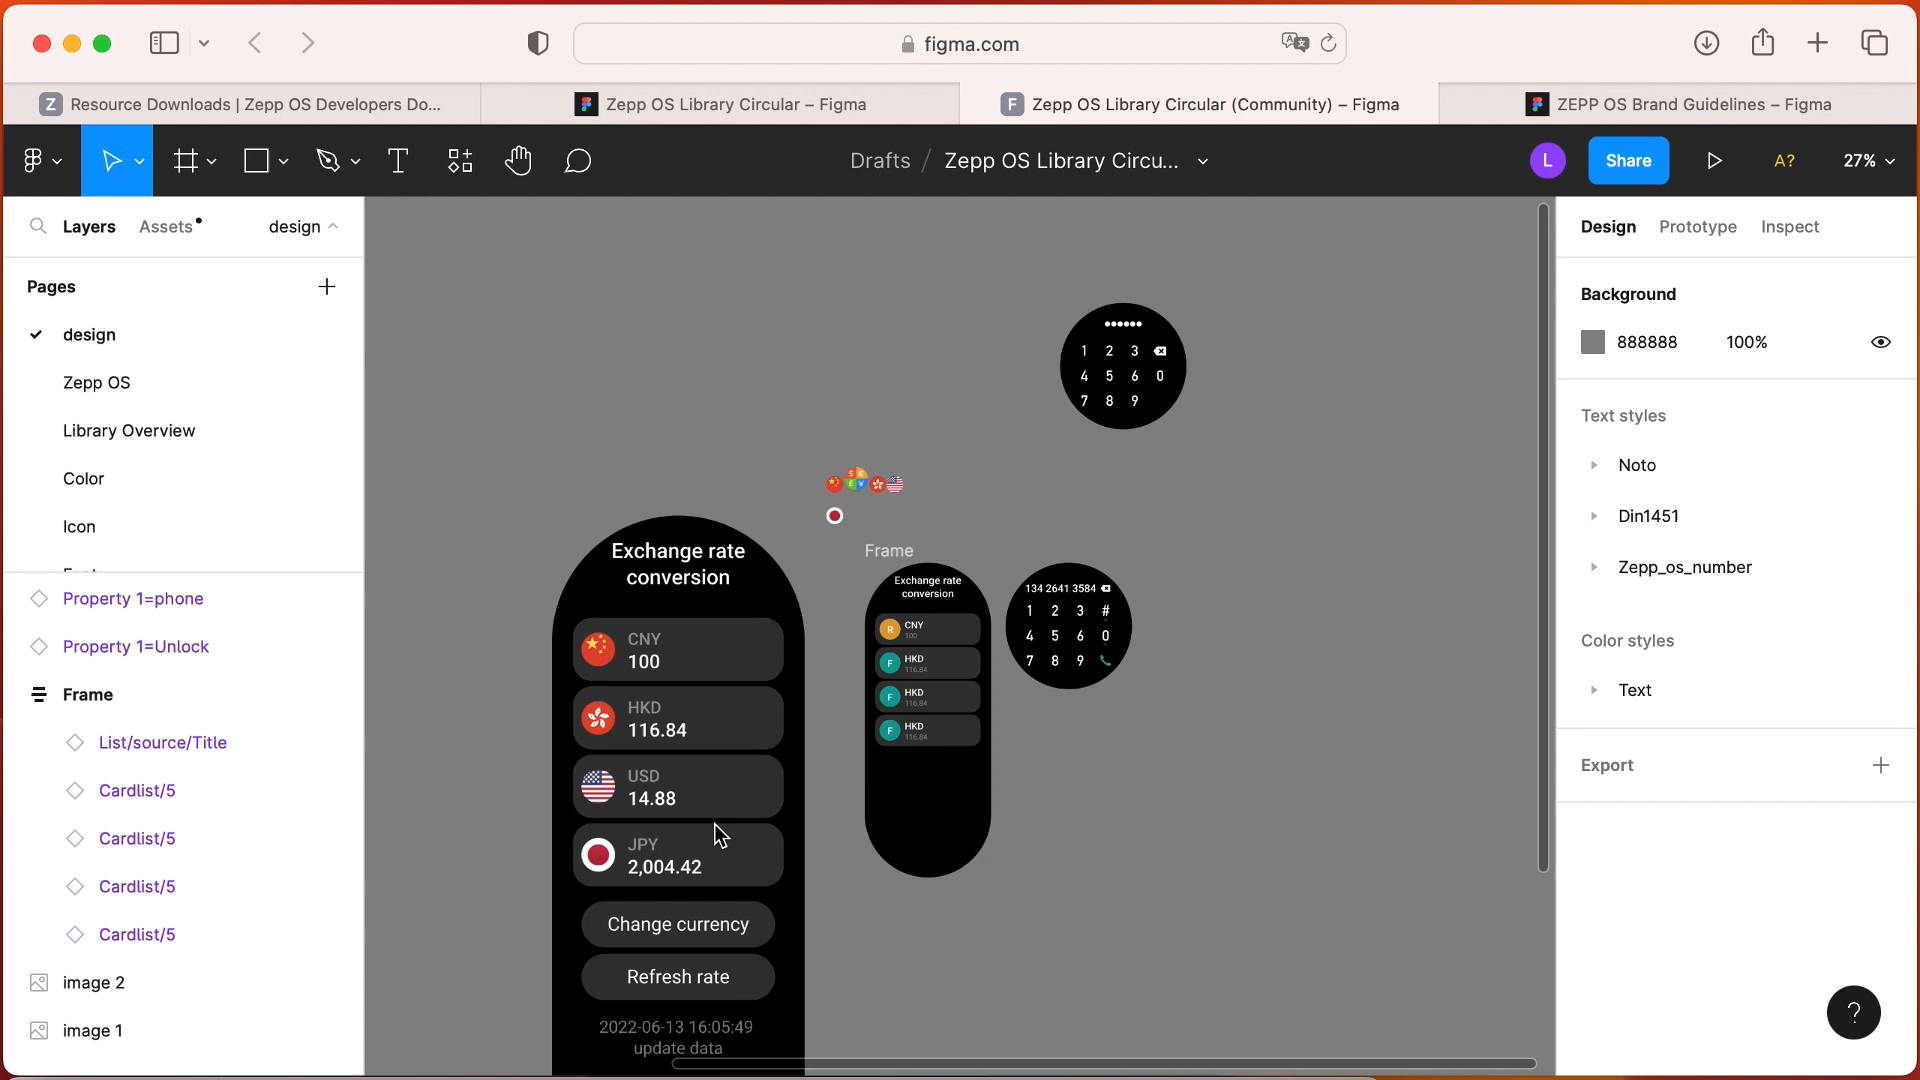 figma.com
Z Resource Downloads | Zepp OS Developers Do...
Zepp OS Library Circular – Figma
F Zepp OS Library Circular (Community) – Figma
ZEPP OS Brand Guidelines – Figma
Drafts / Zepp OS Library Circu...
L
Share
A?
27%
Layers
Assets
design
Pages
design
Zepp OS
Library Overview
Color
Icon
Property 1=phone
Property 1=Unlock
Frame
List/source/Title
Cardlist/5
Cardlist/5
Cardlist/5
Cardlist/5
image 2
image 1
1 2 3
4 5 6 0
7 8 9
Exchange rate
conversion
CNY
100
HKD
116.84
USD
14.88
JPY
2,004.42
Change currency
Refresh rate
2022-06-13 16:05:49
update data
Frame
Exchange rate
conversion
R CNY
100
F HKD
116.84
F HKD
116.84
F HKD
116.84
134 2641 3584
1 2 3 #
4 5 6 0
7 8 9
Design
Prototype
Inspect
Background
888888
100%
Text styles
Noto
Din1451
Zepp_os_number
Color styles
Text
Export
?